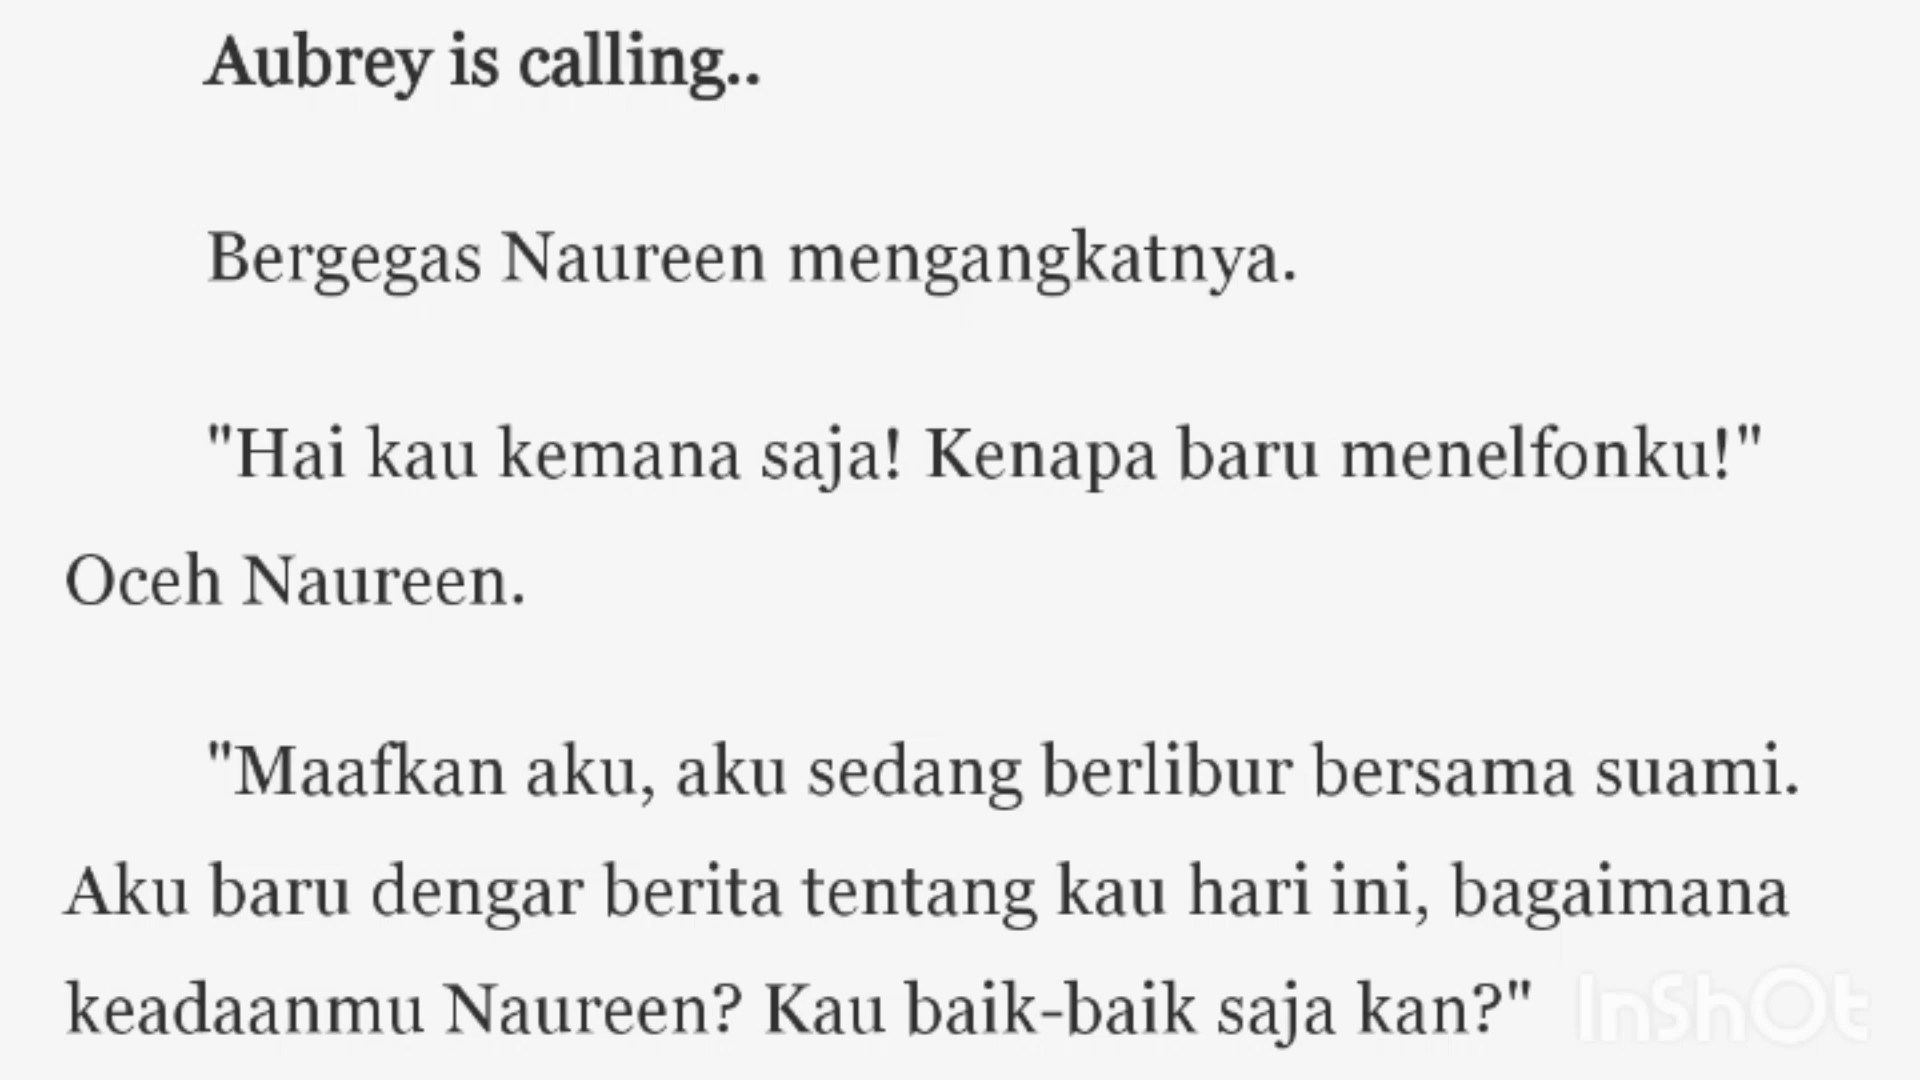 Aubrey is calling..
Bergegas Naureen mengangkatnya.
"Hai kau kemana saja! Kenapa baru menelfonku!"
Oceh Naureen.
"Maafkan aku, aku sedang berlibur bersama suami.
Aku baru dengar berita tentang kau hari ini, bagaimana
keadaanmu Naureen? Kau baik-baik saja kan?"
InShOt